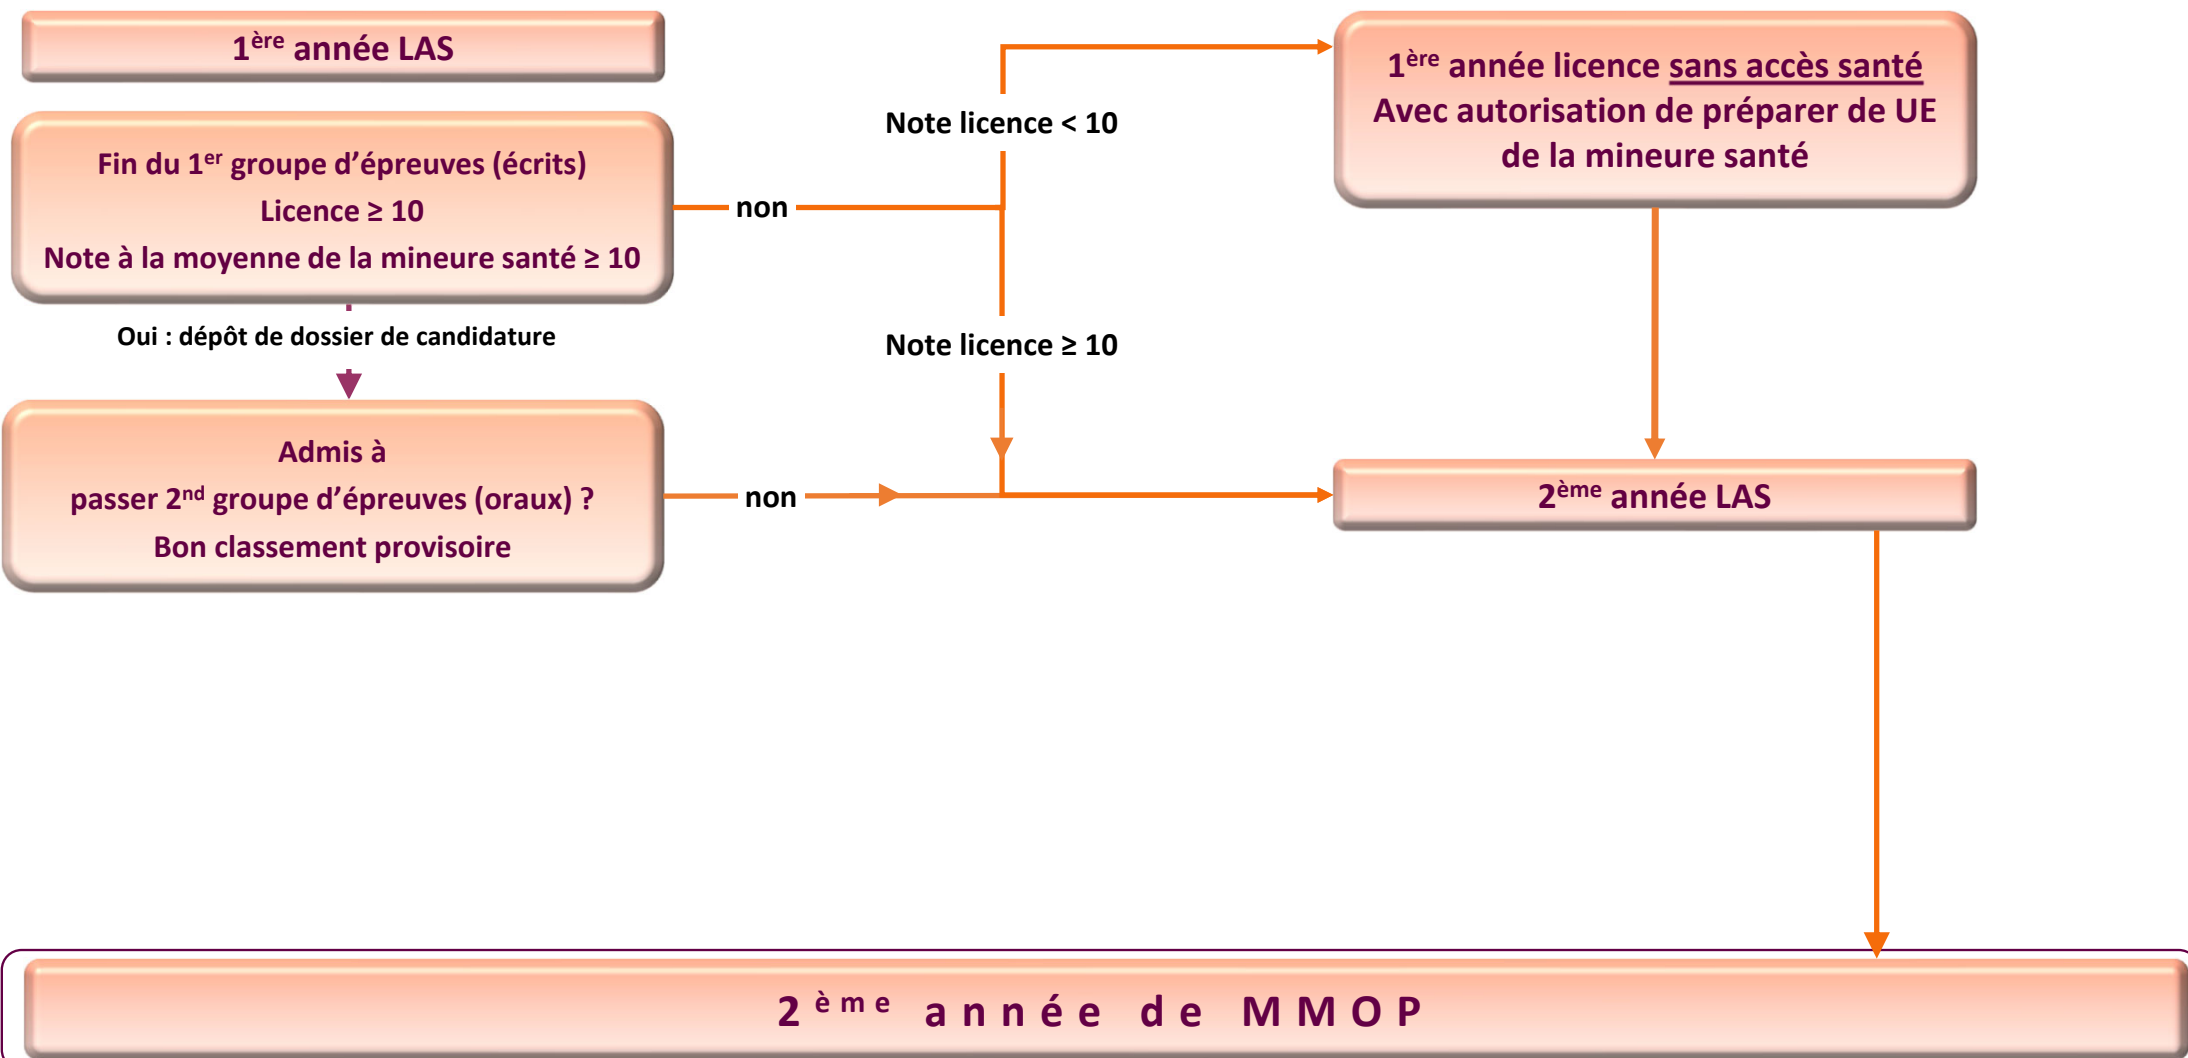 1ère année LAS
Fin du 1er groupe d’épreuves (écrits)
Licence ≥ 10
Note à la moyenne de la mineure santé ≥ 10
non
Note licence < 10
Note licence ≥ 10
1ère année licence sans accès santé
Avec autorisation de préparer de UE
de la mineure santé
Oui : dépôt de dossier de candidature
Admis à
passer 2nd groupe d’épreuves (oraux) ?
Bon classement provisoire
non
2ème année LAS
2ème année de MMOP